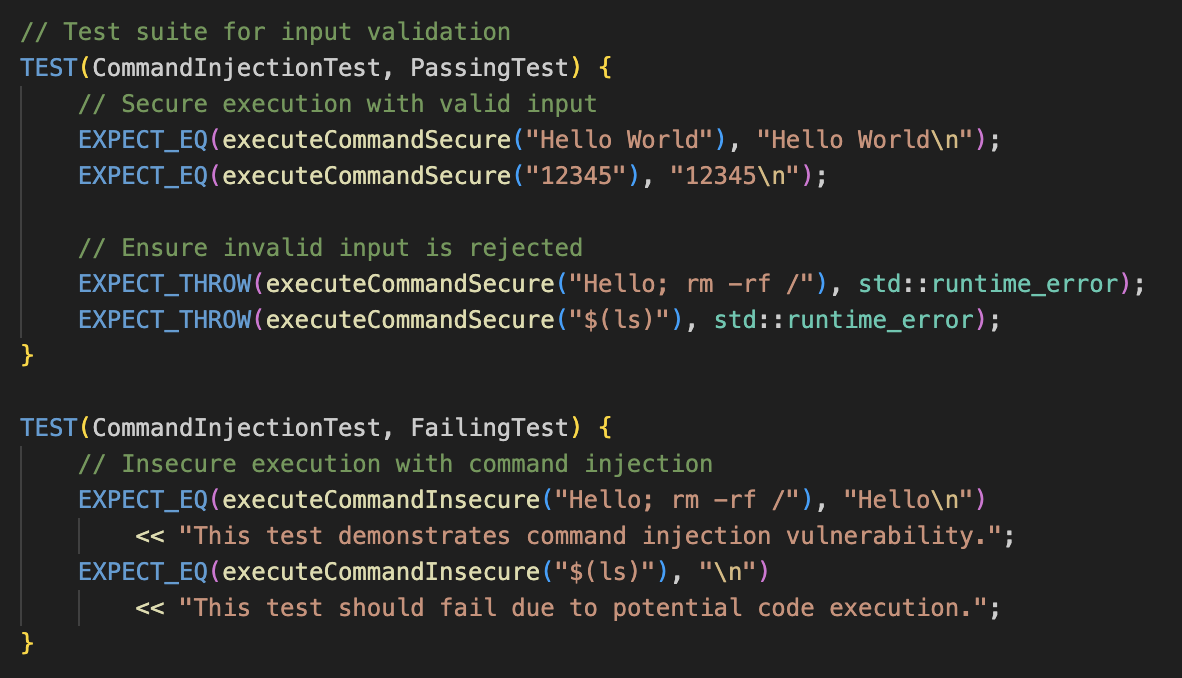 // Test suite for input validation
TEST(CommandInjectionTest, PassingTest) {
    // Secure execution with valid input
    EXPECT_EQ(executeCommandSecure("Hello World"), "Hello World\n");
    EXPECT_EQ(executeCommandSecure("12345"), "12345\n");

    // Ensure invalid input is rejected
    EXPECT_THROW(executeCommandSecure("Hello; rm -rf /"), std::runtime_error);
    EXPECT_THROW(executeCommandSecure("$(ls)"), std::runtime_error);
}

TEST(CommandInjectionTest, FailingTest) {
    // Insecure execution with command injection
    EXPECT_EQ(executeCommandInsecure("Hello; rm -rf /"), "Hello\n")
        << "This test demonstrates command injection vulnerability.";
    EXPECT_EQ(executeCommandInsecure("$(ls)"), "\n")
        << "This test should fail due to potential code execution.";
}